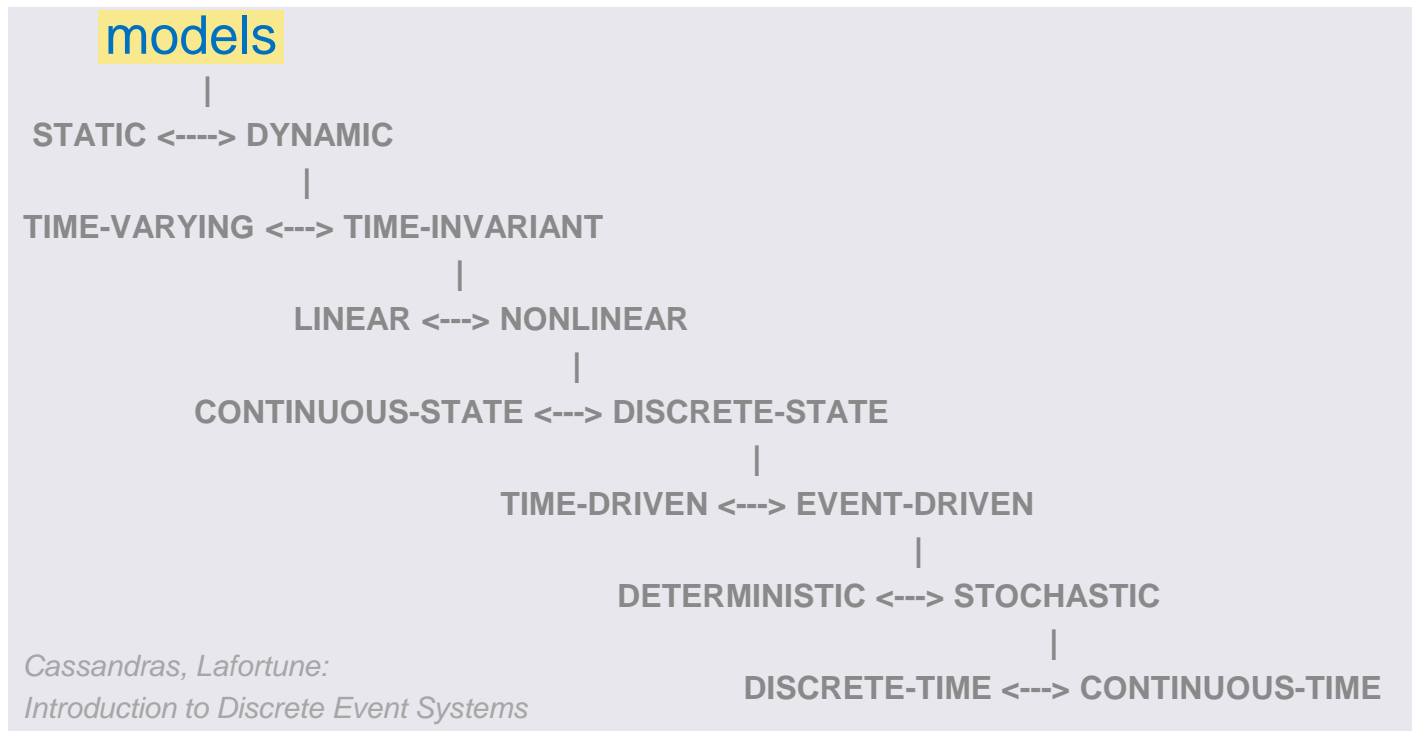 models
|
STATIC <----> DYNAMIC
|
TIME-VARYING <---> TIME-INVARIANT
|
LINEAR <---> NONLINEAR
|
CONTINUOUS-STATE <---> DISCRETE-STATE
|
TIME-DRIVEN <---> EVENT-DRIVEN
|
DETERMINISTIC <---> STOCHASTIC
|
DISCRETE-TIME <---> CONTINUOUS-TIME
Cassandras, Lafortune:
Introduction to Discrete Event Systems